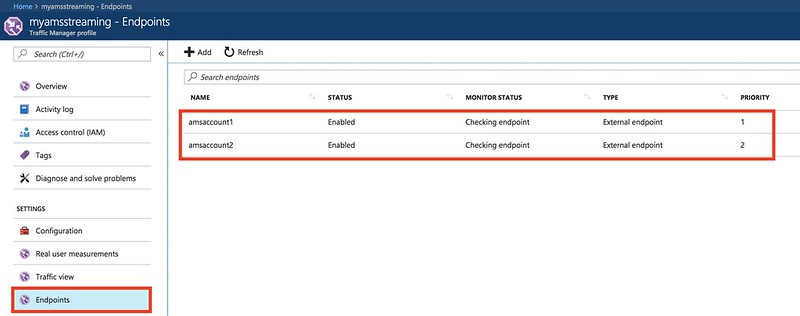 Home > myamsstreaming - Endpoints
myamsstreaming - Endpoints
Traffic Manager profile
Search (Ctrl+/)
«
Overview
Activity log
Access control (IAM)
Tags
Diagnose and solve problems
SETTINGS
Configuration
Real user measurements
Traffic view
Endpoints
Add Refresh
Search endpoints
NAME STATUS MONITOR STATUS TYPE PRIORITY
amsaccount1 Enabled Checking endpoint External endpoint 1
amsaccount2 Enabled Checking endpoint External endpoint 2